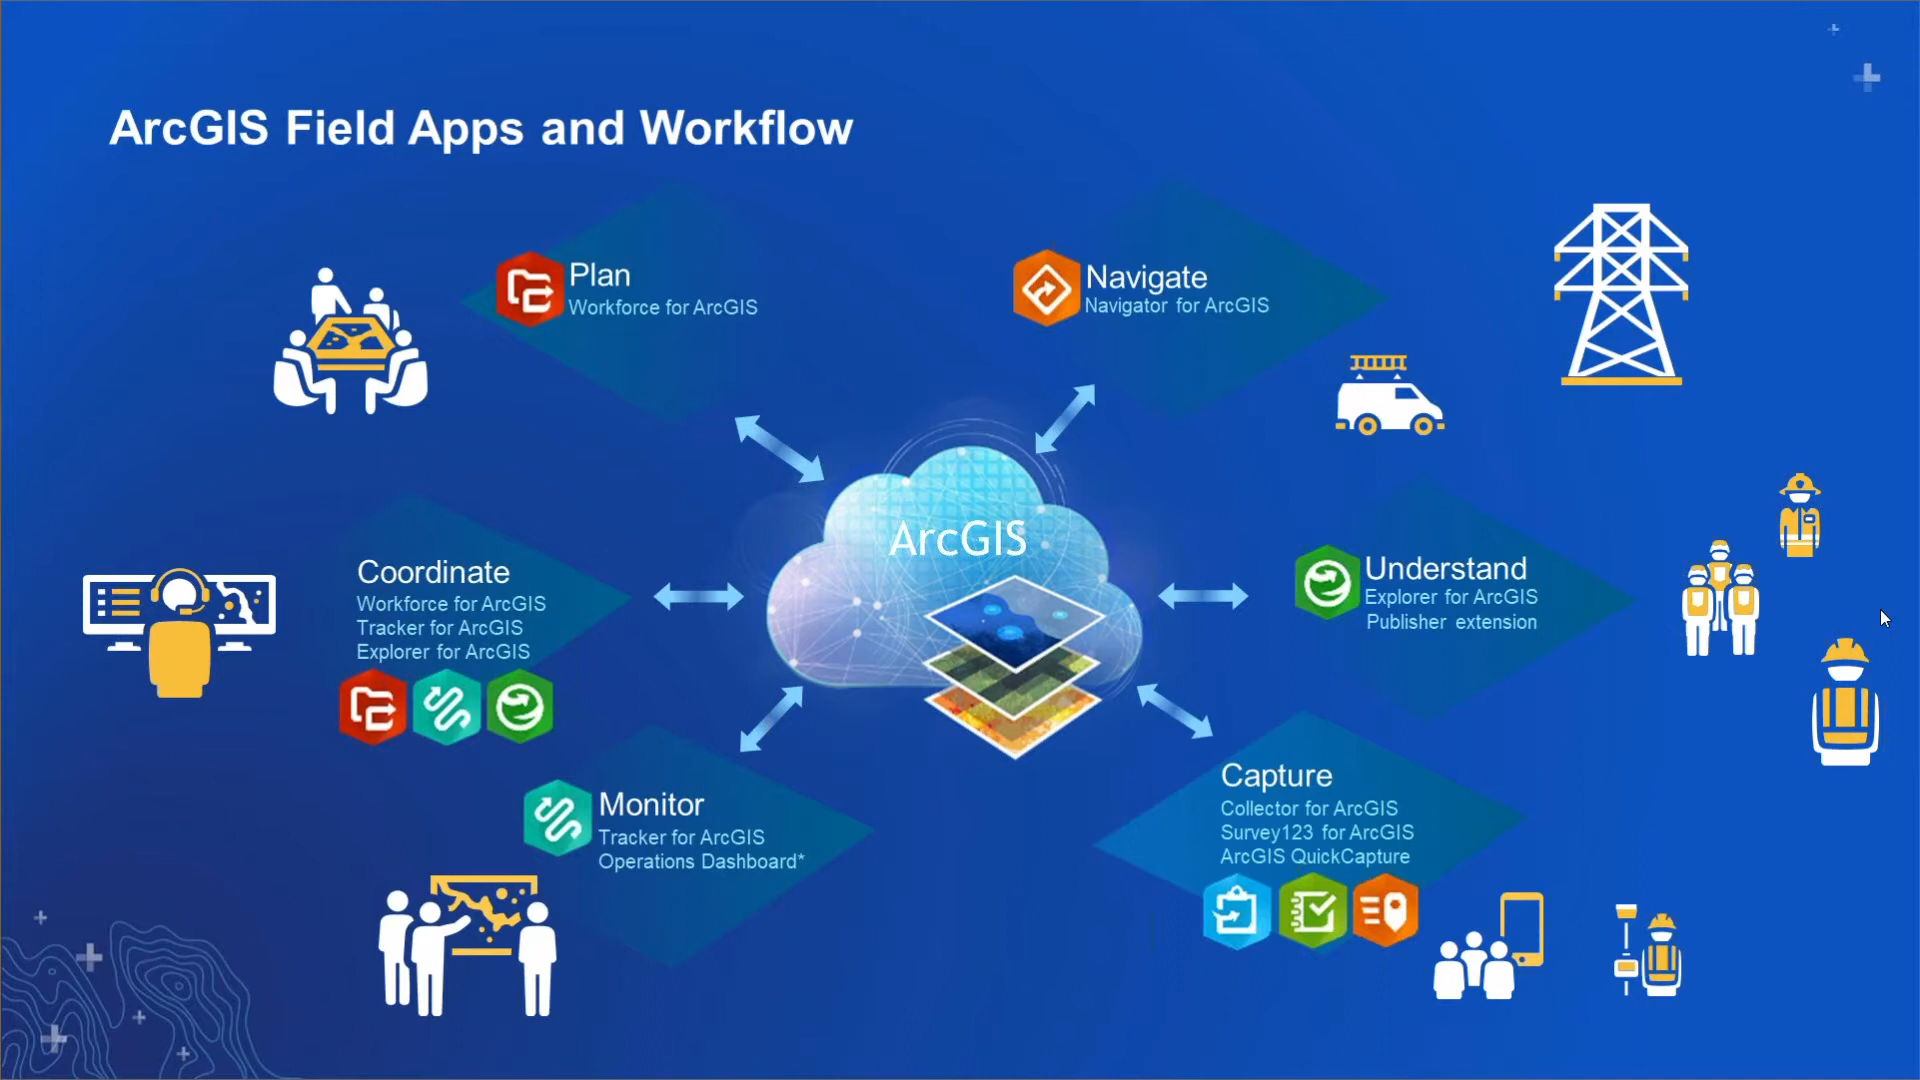 ArcGIS Field Apps and Workflow
Plan
Workforce for ArcGIS
Navigate
Navigator for ArcGIS
ArcGIS
Coordinate
Workforce for ArcGIS
Tracker for ArcGIS
Explorer for ArcGIS
Understand
Explorer for ArcGIS
Publisher extension
Monitor
Tracker for ArcGIS
Operations Dashboard*
Capture
Collector for ArcGIS
Survey123 for ArcGIS
ArcGIS QuickCapture